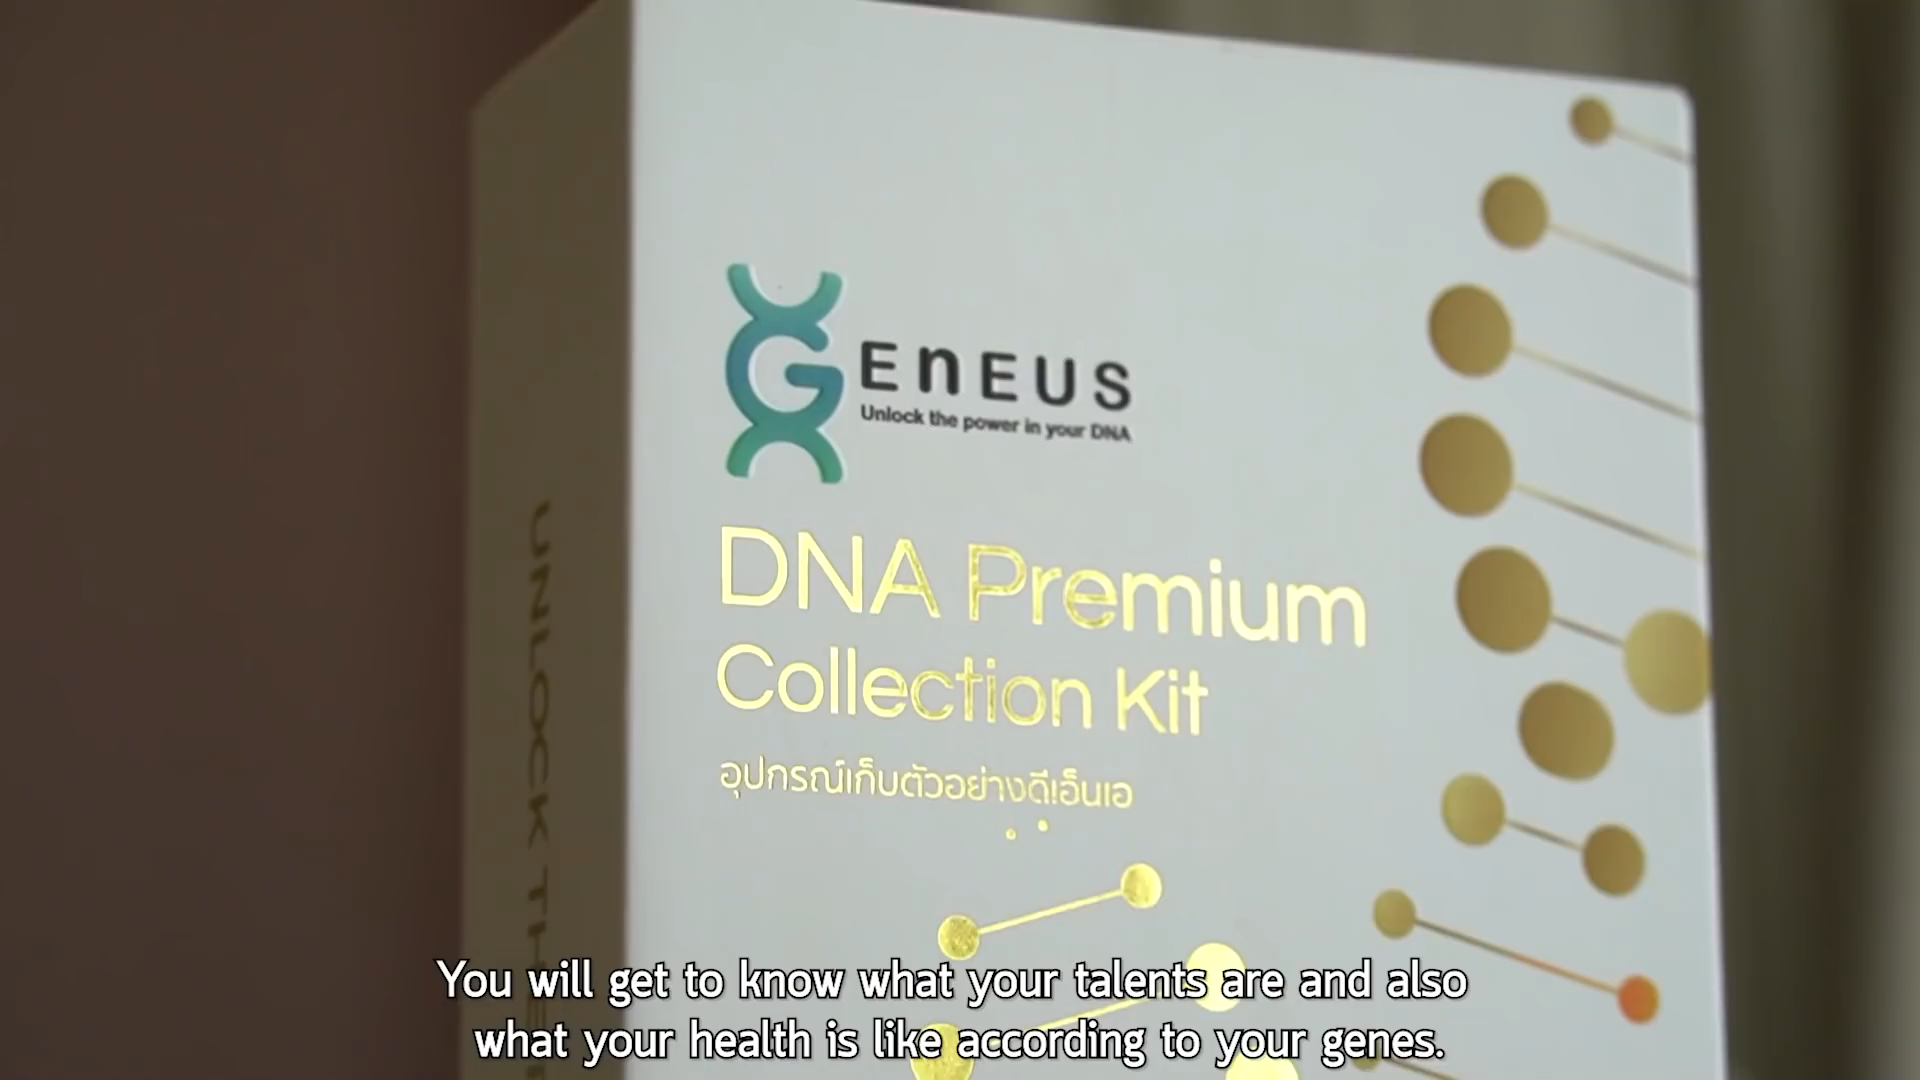 GEnEUS
Unlock the power in your DNA
DNA Premium
Collection Kit
อุปกรณ์เก็บตัวอย่างดีเอ็นเอ
UNLOCK THE
You will get to know what your talents are and also
what your health is like according to your genes.